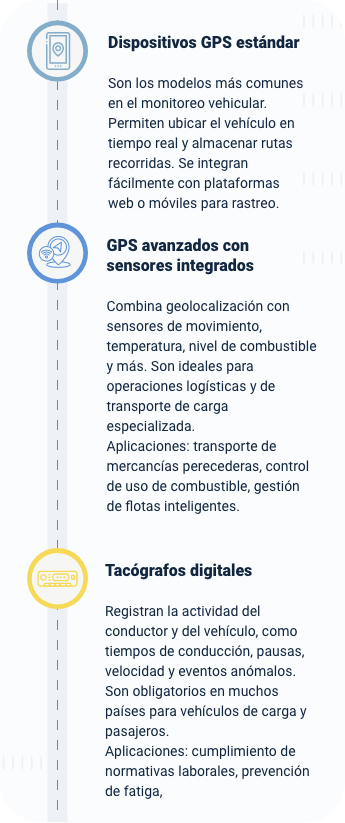 Dispositivos GPS estándar
Son los modelos más comunes
en el monitoreo vehicular.
Permiten ubicar el vehículo en
tiempo real y almacenar rutas
recorridas. Se integran
fácilmente con plataformas
web o móviles para rastreo.
GPS avanzados con
sensores integrados
Combina geolocalización con
sensores de movimiento,
temperatura, nivel de combustible
y más. Son ideales para
operaciones logísticas y de
transporte de carga
especializada.
Aplicaciones: transporte de
mercancías perecederas, control
de uso de combustible, gestión
de flotas inteligentes.
Tacógrafos digitales
Registran la actividad del
conductor y del vehículo, como
tiempos de conducción, pausas,
velocidad y eventos anómalos.
Son obligatorios en muchos
países para vehículos de carga y
pasajeros.
Aplicaciones: cumplimiento de
normativas laborales, prevención
de fatiga,